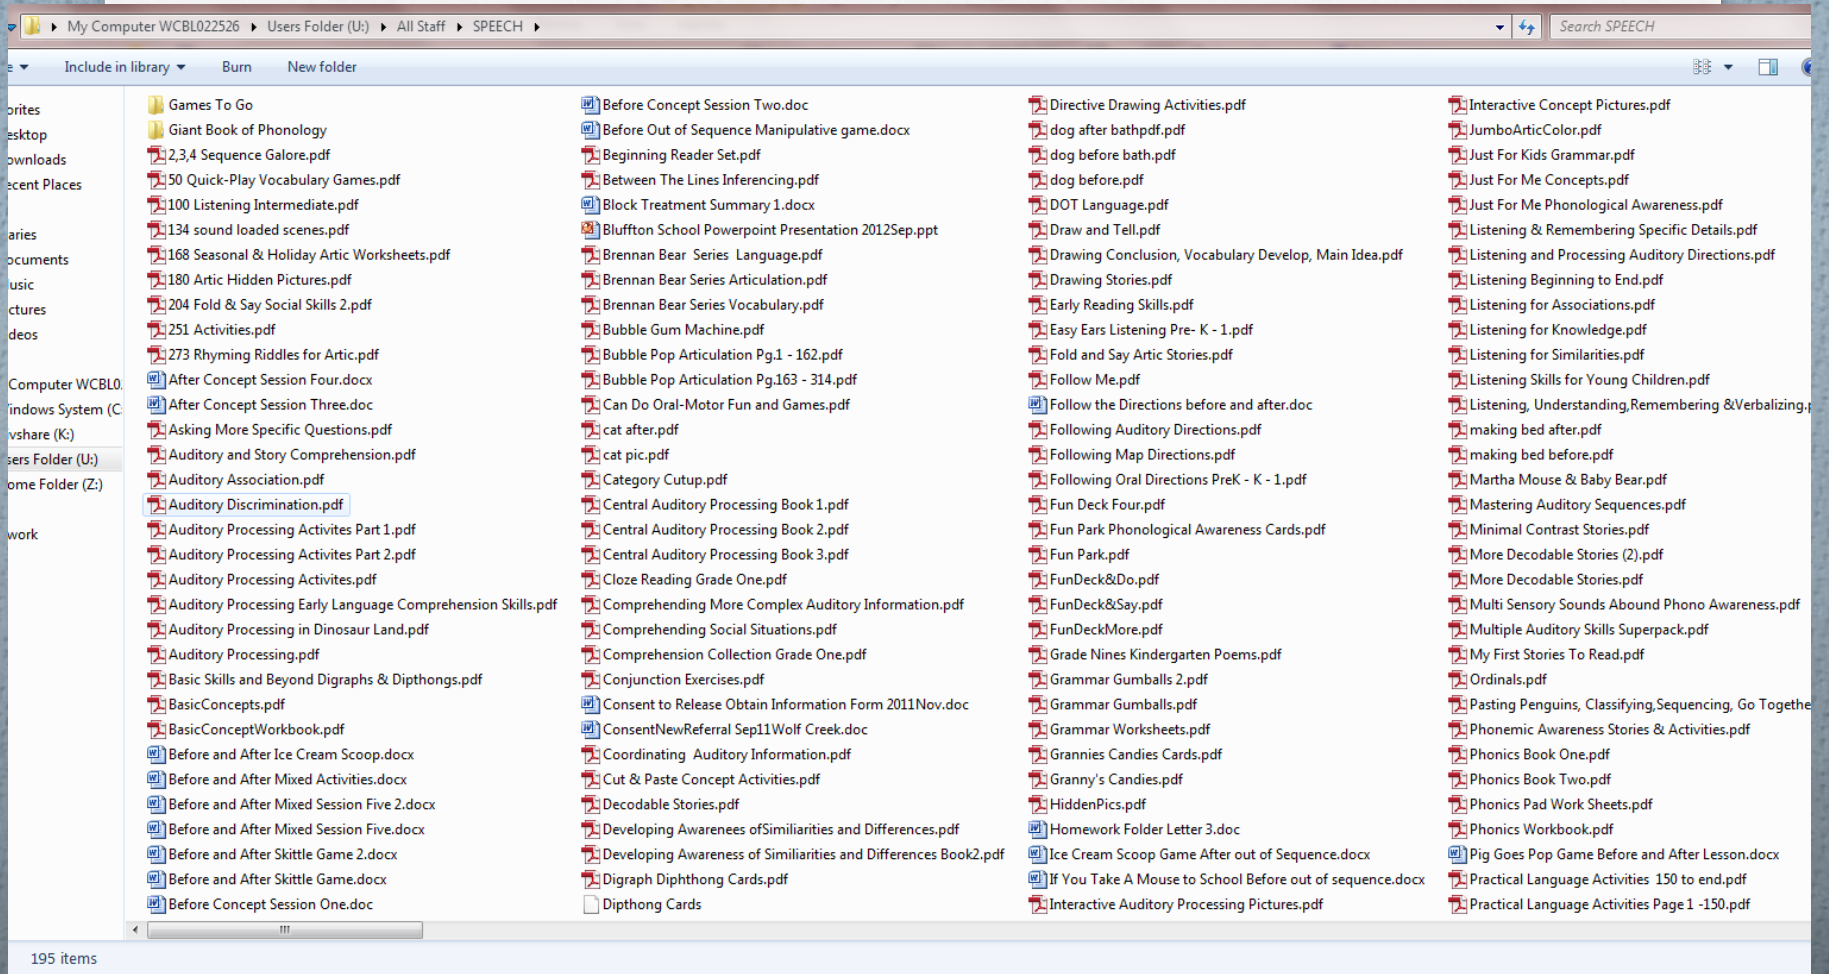 My Computer WCBL022526 Users Folder (U:) All Staff SPEECH
Search SPEECH
Include in library Burn New folder
orites
esktop
ownloads
ecent Places
aries
ocuments
usic
ctures
deos
Computer WCBL0
indows System (C:
vshare (K:)
sers Folder (U:)
ome Folder (Z:)
work
Games To Go
Giant Book of Phonology
2,3,4 Sequence Galore.pdf
50 Quick-Play Vocabulary Games.pdf
100 Listening Intermediate.pdf
134 sound loaded scenes.pdf
168 Seasonal & Holiday Artic Worksheets.pdf
180 Artic Hidden Pictures.pdf
204 Fold & Say Social Skills 2.pdf
251 Activities.pdf
273 Rhyming Riddles for Artic.pdf
After Concept Session Four.docx
After Concept Session Three.doc
Asking More Specific Questions.pdf
Auditory and Story Comprehension.pdf
Auditory Association.pdf
Auditory Discrimination.pdf
Auditory Processing Activites Part 1.pdf
Auditory Processing Activites Part 2.pdf
Auditory Processing Activites.pdf
Auditory Processing Early Language Comprehension Skills.pdf
Auditory Processing in Dinosaur Land.pdf
Auditory Processing.pdf
Basic Skills and Beyond Digraphs & Dipthongs.pdf
BasicConcepts.pdf
BasicConceptWorkbook.pdf
Before and After Ice Cream Scoop.docx
Before and After Mixed Activities.docx
Before and After Mixed Session Five 2.docx
Before and After Mixed Session Five.docx
Before and After Skittle Game 2.docx
Before and After Skittle Game.docx
Before Concept Session One.doc
Before Concept Session Two.doc
Before Out of Sequence Manipulative game.docx
Beginning Reader Set.pdf
Between The Lines Inferencing.pdf
Block Treatment Summary 1.docx
Bluffton School Powerpoint Presentation 2012Sep.ppt
Brennan Bear Series Language.pdf
Brennan Bear Series Articulation.pdf
Brennan Bear Series Vocabulary.pdf
Bubble Gum Machine.pdf
Bubble Pop Articulation Pg.1 - 162.pdf
Bubble Pop Articulation Pg.163 - 314.pdf
Can Do Oral-Motor Fun and Games.pdf
cat after.pdf
cat pic.pdf
Category Cutup.pdf
Central Auditory Processing Book 1.pdf
Central Auditory Processing Book 2.pdf
Central Auditory Processing Book 3.pdf
Cloze Reading Grade One.pdf
Comprehending More Complex Auditory Information.pdf
Comprehending Social Situations.pdf
Comprehension Collection Grade One.pdf
Conjunction Exercises.pdf
Consent to Release Obtain Information Form 2011Nov.doc
ConsentNewReferral Sep11Wolf Creek.doc
Coordinating Auditory Information.pdf
Cut & Paste Concept Activities.pdf
Decodable Stories.pdf
Developing Awarenees ofSimiliarities and Differences.pdf
Developing Awareness of Similiarities and Differences Book2.pdf
Digraph Diphthong Cards.pdf
Dipthong Cards
Directive Drawing Activities.pdf
dog after bathpdf.pdf
dog before bath.pdf
dog before.pdf
DOT Language.pdf
Draw and Tell.pdf
Drawing Conclusion, Vocabulary Develop, Main Idea.pdf
Drawing Stories.pdf
Early Reading Skills.pdf
Easy Ears Listening Pre- K - 1.pdf
Fold and Say Artic Stories.pdf
Follow Me.pdf
Follow the Directions before and after.doc
Following Auditory Directions.pdf
Following Map Directions.pdf
Following Oral Directions PreK - K - 1.pdf
Fun Deck Four.pdf
Fun Park Phonological Awareness Cards.pdf
Fun Park.pdf
FunDeck&Do.pdf
FunDeck&Say.pdf
FunDeckMore.pdf
Grade Nines Kindergarten Poems.pdf
Grammar Gumballs 2.pdf
Grammar Gumballs.pdf
Grammar Worksheets.pdf
Grannies Candies Cards.pdf
Granny's Candies.pdf
HiddenPics.pdf
Homework Folder Letter 3.doc
Ice Cream Scoop Game After out of Sequence.docx
If You Take A Mouse to School Before out of sequence.docx
Interactive Auditory Processing Pictures.pdf
Interactive Concept Pictures.pdf
JumboArticColor.pdf
Just For Kids Grammar.pdf
Just For Me Concepts.pdf
Just For Me Phonological Awareness.pdf
Listening & Remembering Specific Details.pdf
Listening and Processing Auditory Directions.pdf
Listening Beginning to End.pdf
Listening for Associations.pdf
Listening for Knowledge.pdf
Listening for Similarities.pdf
Listening Skills for Young Children.pdf
Listening, Understanding,Remembering &Verbalizing.p
making bed after.pdf
making bed before.pdf
Martha Mouse & Baby Bear.pdf
Mastering Auditory Sequences.pdf
Minimal Contrast Stories.pdf
More Decodable Stories (2).pdf
More Decodable Stories.pdf
Multi Sensory Sounds Abound Phono Awareness.pdf
Multiple Auditory Skills Superpack.pdf
My First Stories To Read.pdf
Ordinals.pdf
Pasting Penguins, Classifying,Sequencing, Go Togethe
Phonemic Awareness Stories & Activities.pdf
Phonics Book One.pdf
Phonics Book Two.pdf
Phonics Pad Work Sheets.pdf
Phonics Workbook.pdf
Pig Goes Pop Game Before and After Lesson.docx
Practical Language Activities 150 to end.pdf
Practical Language Activities Page 1 -150.pdf
195 items